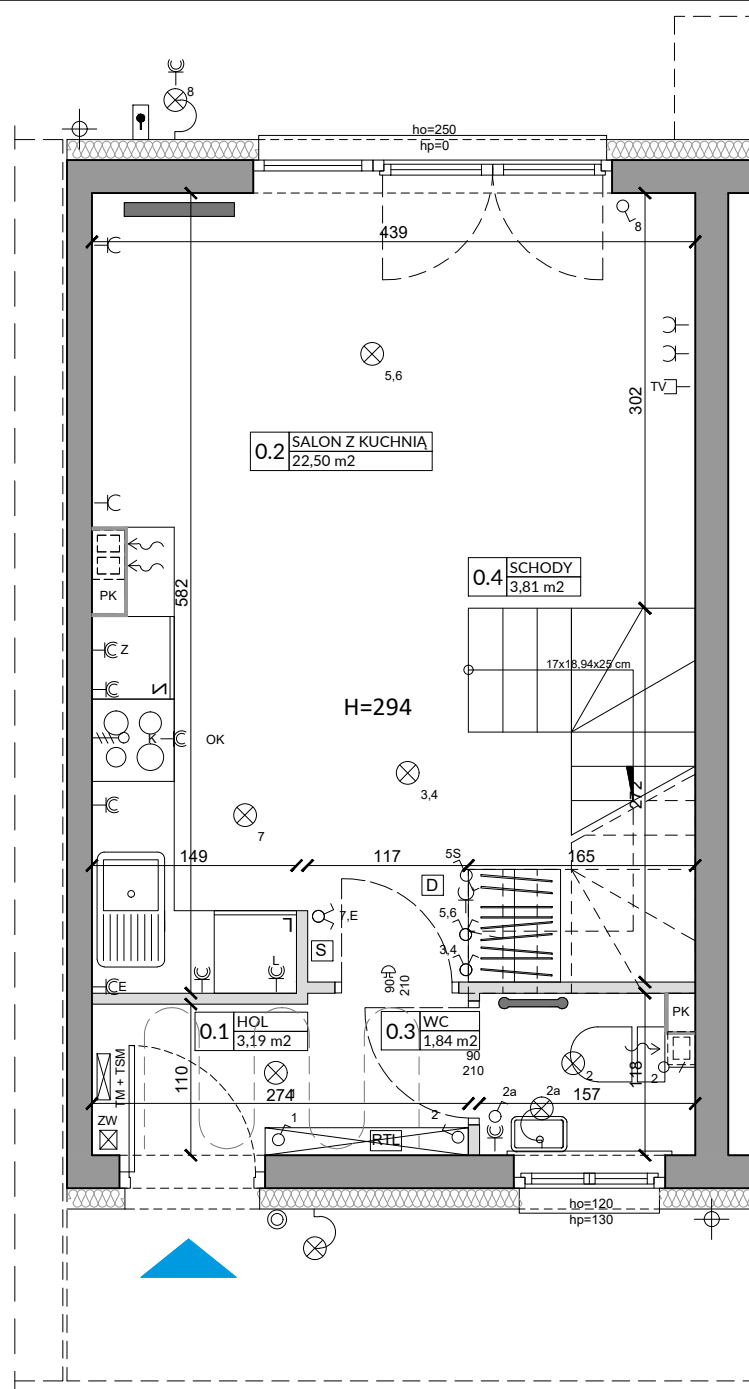 8
ho=250
hp=0
8
439
5,6
302
TV
0.2 SALON Z KUCHNIĄ
22,50 m2
0.4 SCHODY
3,81 m2
582
PK
Z
17x18,94x25 cm
H=294
K
OK
3,4
272
7
149
117
5S
165
D
7,E
5,6
S
3,4
L
E
90
210
0.1 HOL
3,19 m2
0.3 WC
1,84 m2
PK
90
210
TM + TSM
110
274
1
2
118
2
2a
2a
157
ZW
1
2
RTL
ho=120
hp=130